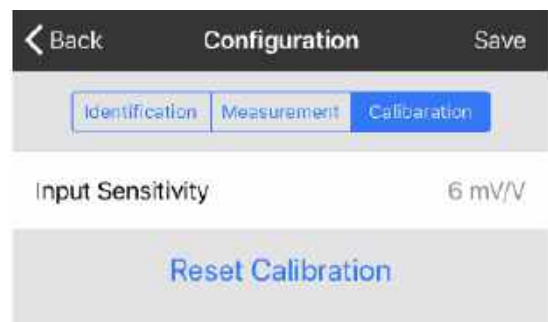 Back Configuration Save
Identification Measurement Calibaration
Input Sensitivity 6 mV/V
Reset Calibration